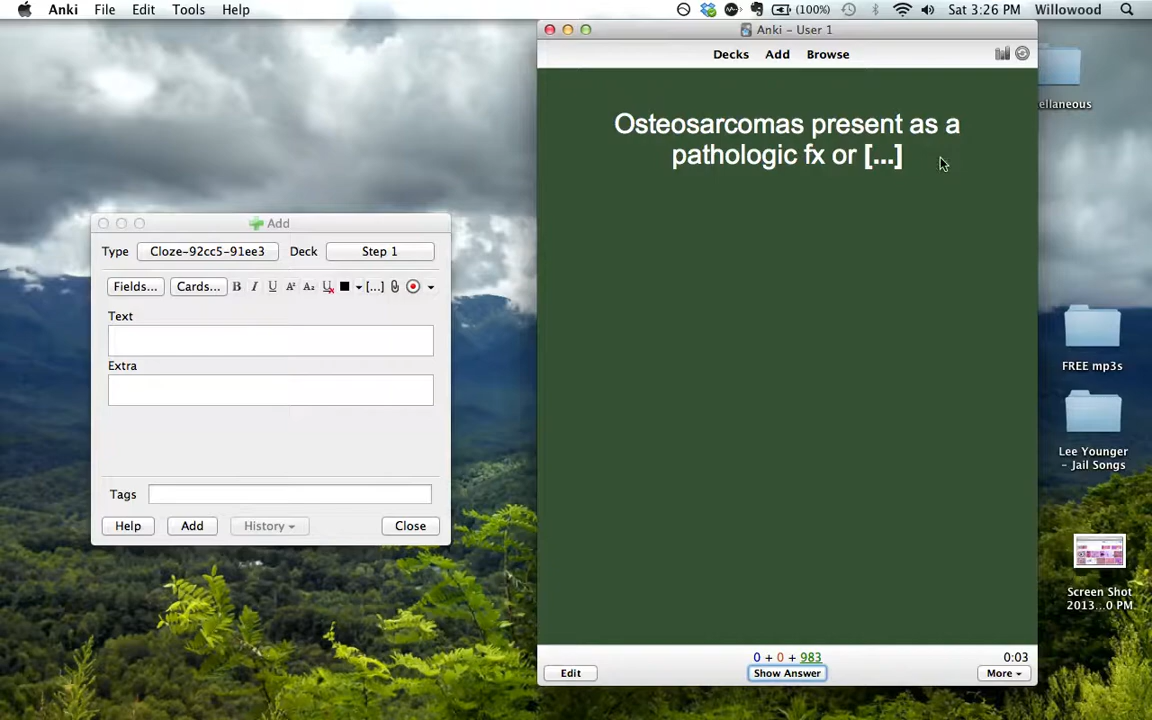 Anki File Edit Tools Help
(100%) Sat 3:26 PM Willowood
Anki - User 1
Decks Add Browse
Osteosarcomas present as a
pathologic fx or [...]
ellaneous
Add
Type Cloze-92cc5-91ee3 Deck Step 1
Fields... Cards... B I U A² A₂ U [...]
Text
Extra
Tags
Help Add History Close
FREE mp3s
Lee Younger
- Jail Songs
Screen Shot
2013...0 PM
0 + 0 + 983 0:03
Edit Show Answer More